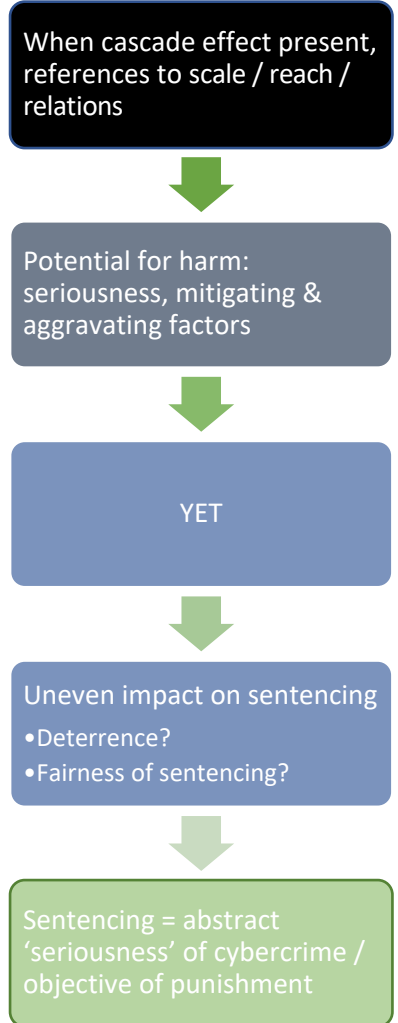 When cascade effect present,
references to scale / reach /
relations
Potential for harm:
seriousness, mitigating &
aggravating factors
YET
Uneven impact on sentencing
•Deterrence?
•Fairness of sentencing?
Sentencing = abstract
‘seriousness’ of cybercrime /
objective of punishment